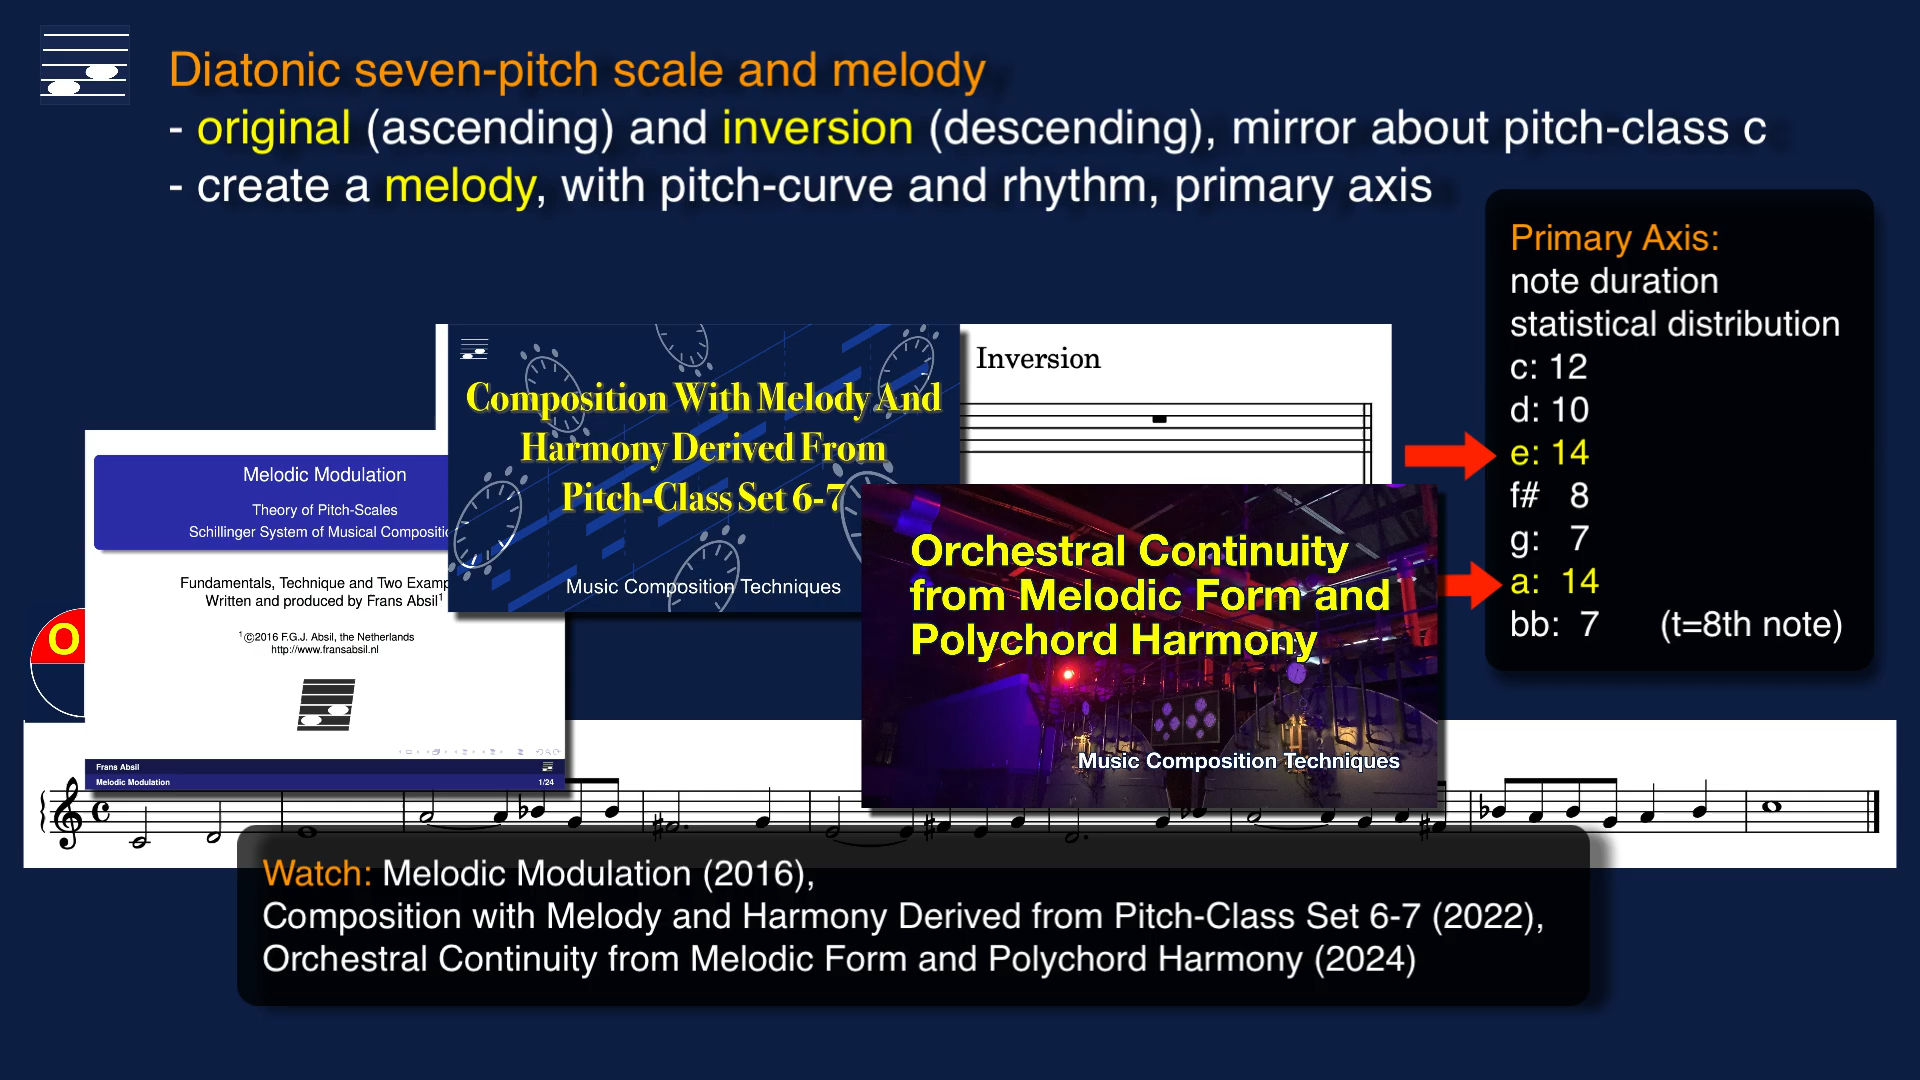 Diatonic seven-pitch scale and melody
- original (ascending) and inversion (descending), mirror about pitch-class c
- create a melody, with pitch-curve and rhythm, primary axis
Primary Axis:
note duration
statistical distribution
c: 12
d: 10
e: 14
f# 8
g: 7
a: 14
bb: 7 (t=8th note)
Inversion
Composition With Melody And
Harmony Derived From
Pitch-Class Set 6-7
Music Composition Techniques
Melodic Modulation
Theory of Pitch-Scales
Schillinger System of Musical
Fundamentals, Technique and Two
Written and produced by Frans Absil1
1©2016 F.G.J. Absil, the Netherlands
http://www.fransabsil.nl
Frans Absil
Melodic Modulation 1/24
O
Orchestral Continuity
from Melodic Form and
Polychord Harmony
Music Composition Techniques
Watch: Melodic Modulation (2016),
Composition with Melody and Harmony Derived from Pitch-Class Set 6-7 (2022),
Orchestral Continuity from Melodic Form and Polychord Harmony (2024)